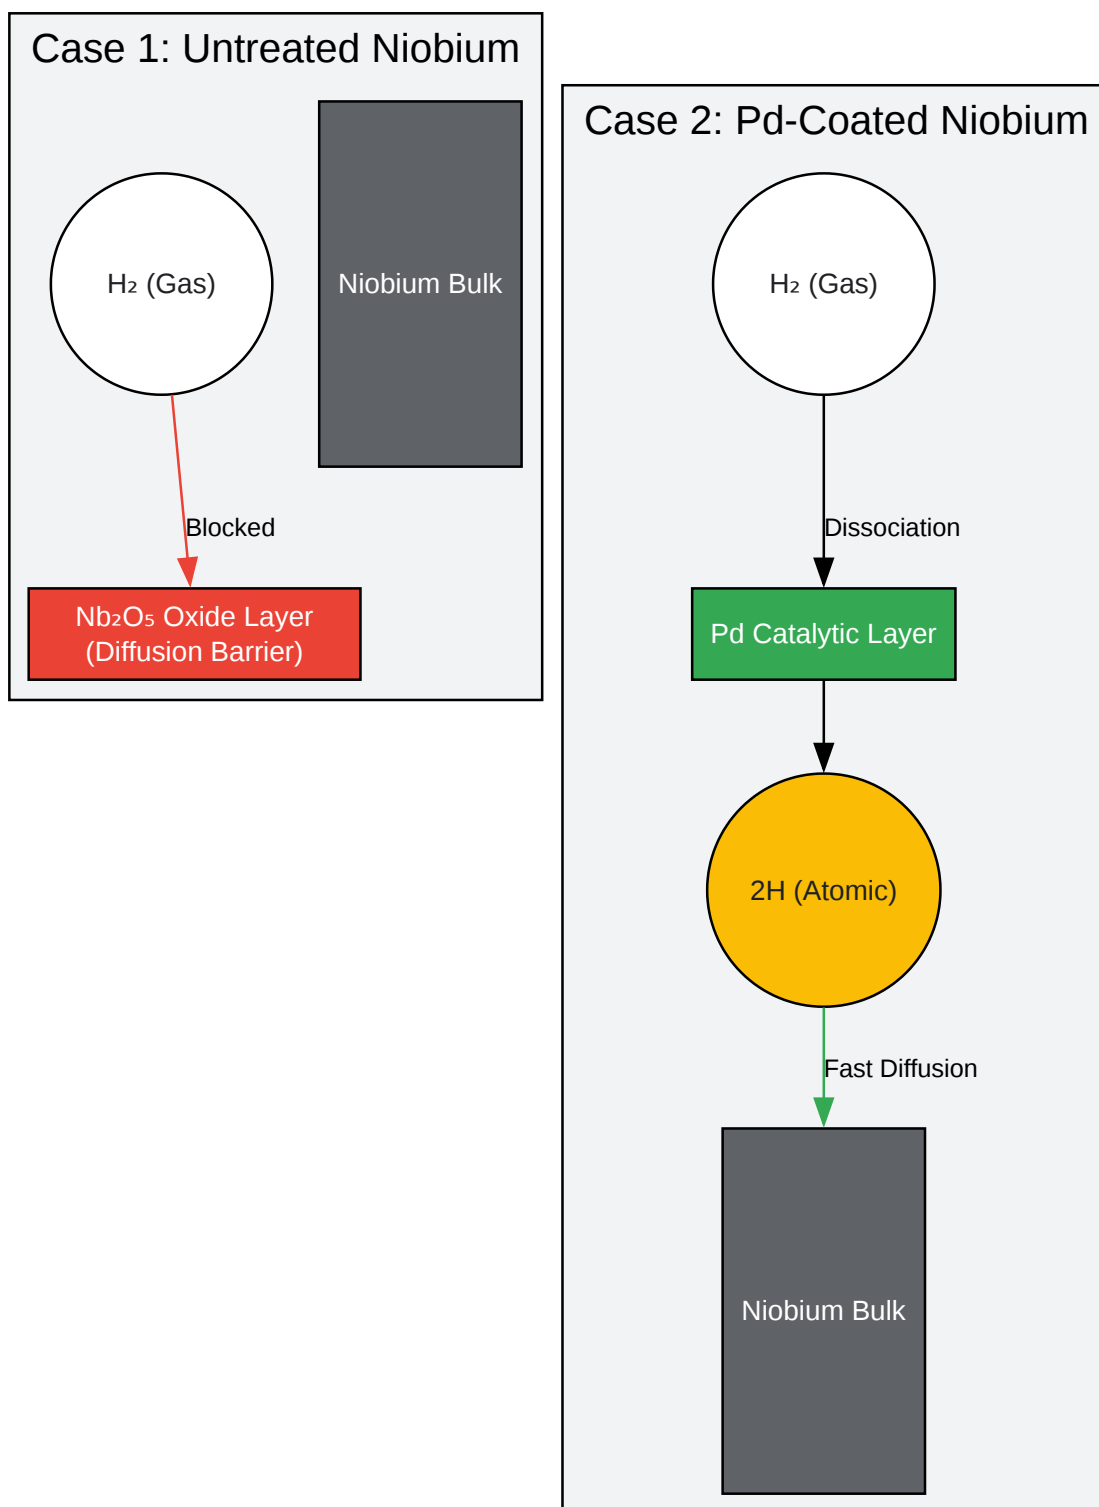 Case 1: Untreated Niobium
H₂ (Gas)
Niobium Bulk
Blocked
Nb₂O₅ Oxide Layer
(Diffusion Barrier)
Case 2: Pd-Coated Niobium
H₂ (Gas)
Dissociation
Pd Catalytic Layer
2H (Atomic)
Fast Diffusion
Niobium Bulk